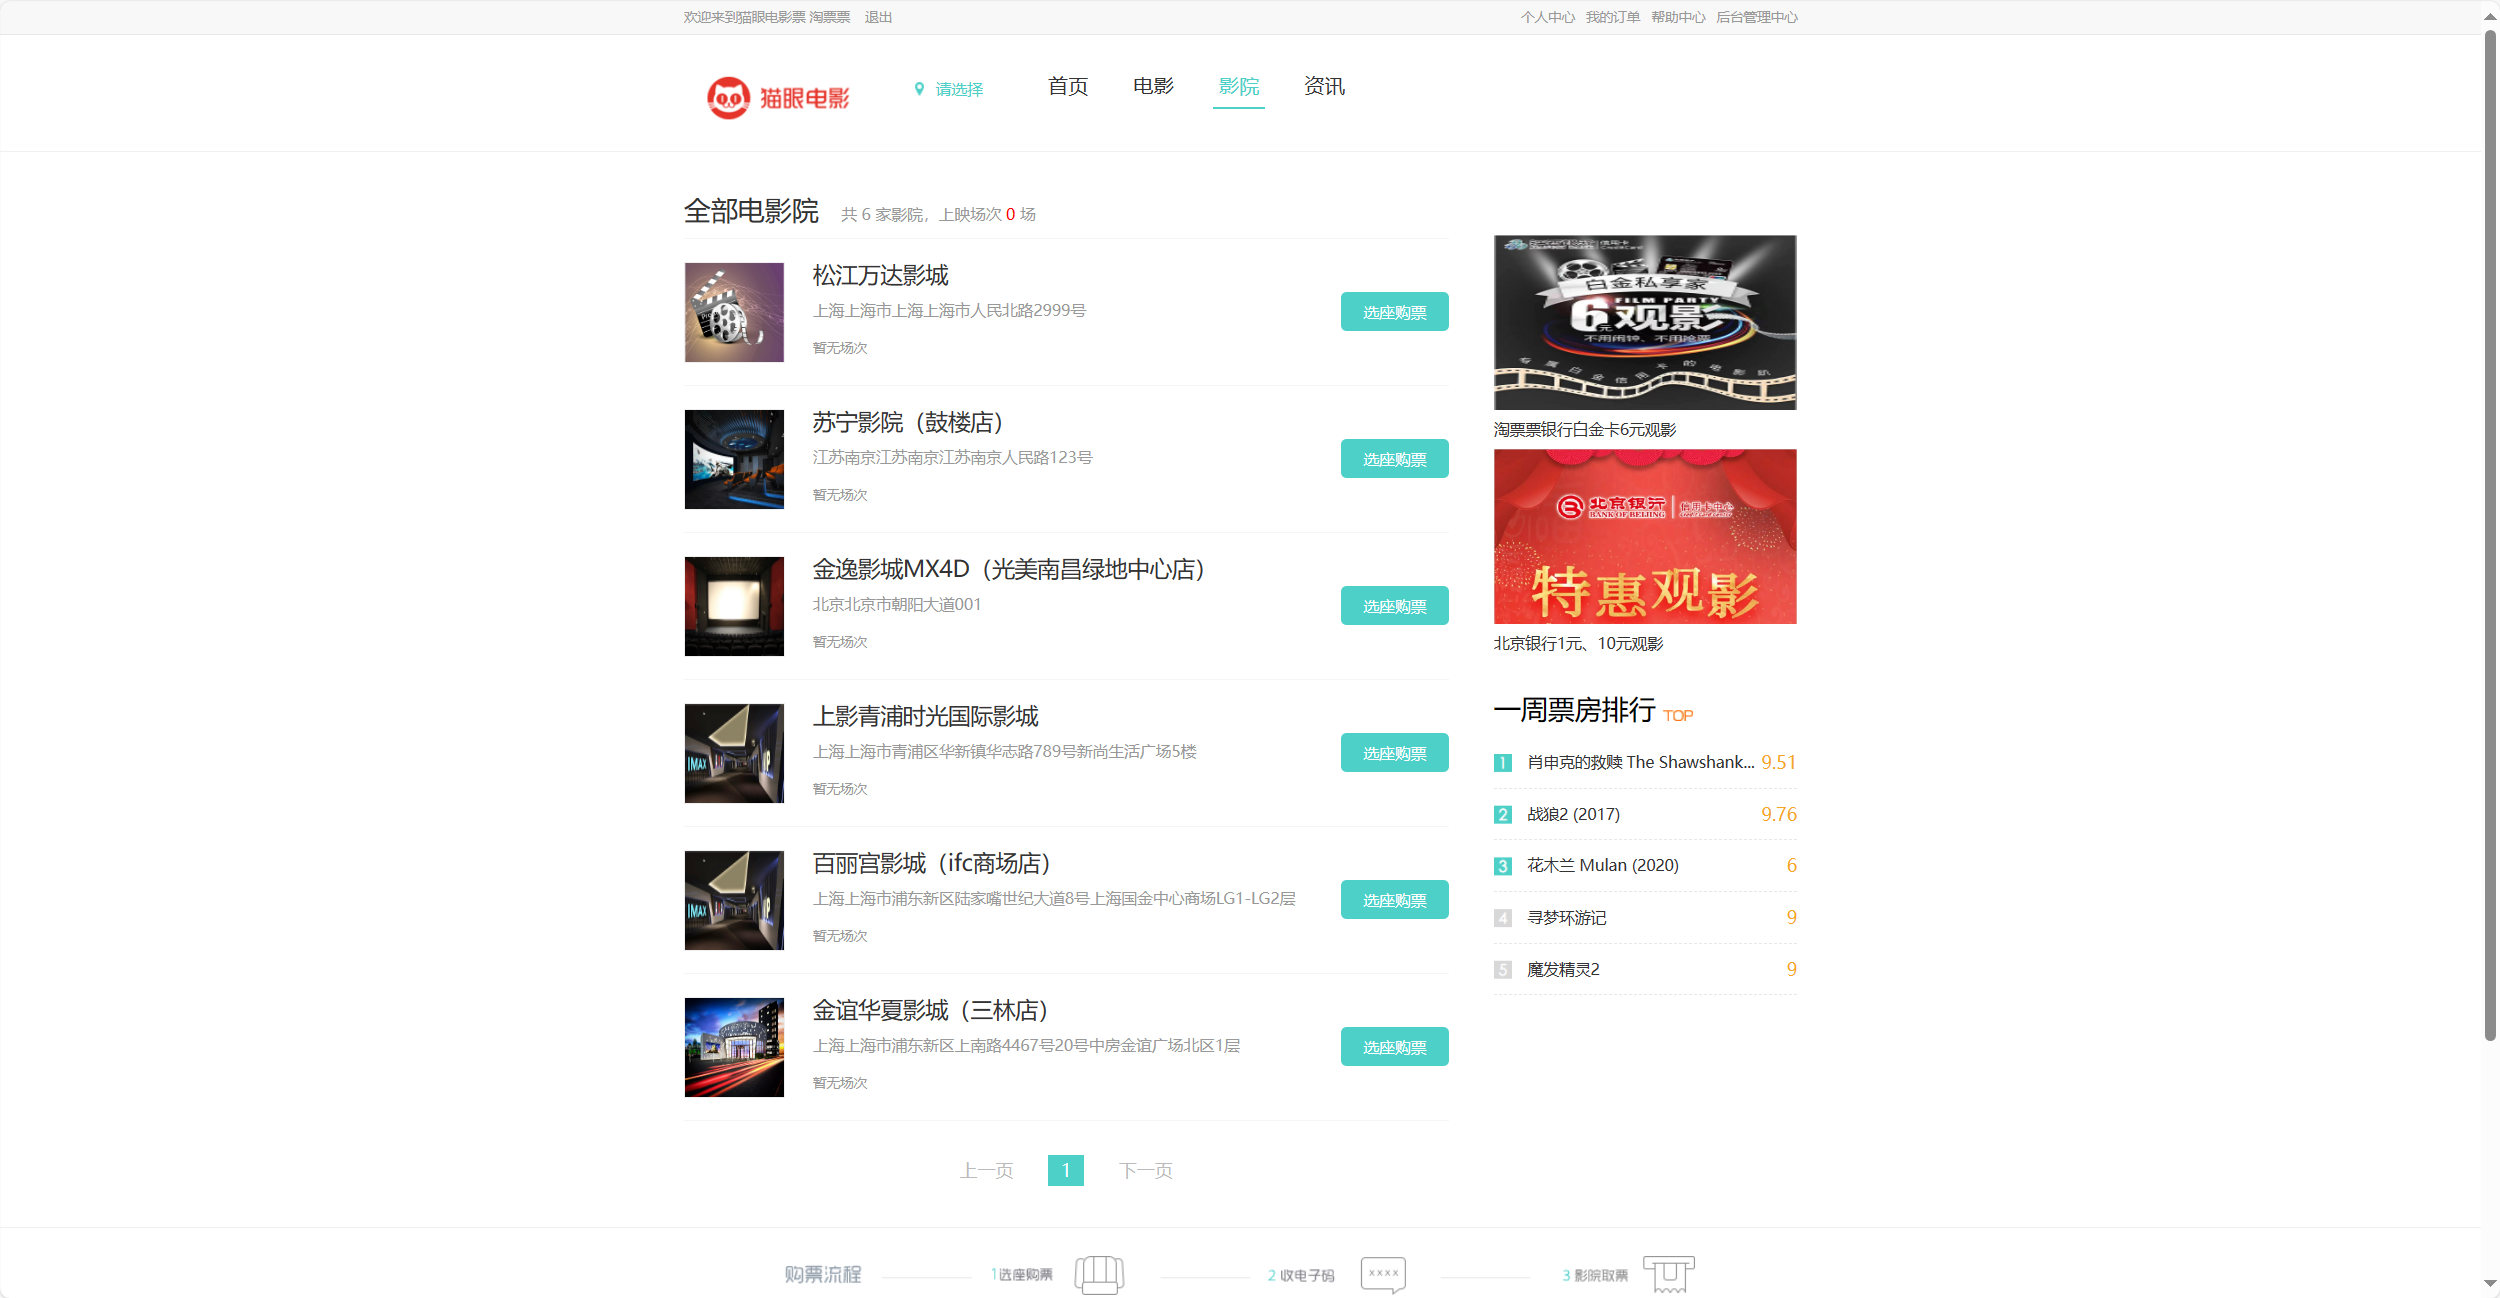 欢迎来到猫眼电影票 淘票票 退出
个人中心 我的订单 帮助中心 后台管理中心
猫眼电影
请选择
首页 电影 影院 资讯
全部电影院 共 6 家影院，上映场次 0 场
松江万达影城
上海上海市上海上海市人民北路2999号
暂无场次
选座购票
苏宁影院（鼓楼店）
江苏南京江苏南京江苏南京人民路123号
暂无场次
选座购票
金逸影城MX4D（光美南昌绿地中心店）
北京北京市朝阳大道001
暂无场次
选座购票
上影青浦时光国际影城
上海上海市青浦区华新镇华志路789号新尚生活广场5楼
暂无场次
选座购票
IMAX
百丽宫影城（ifc商场店）
上海上海市浦东新区陆家嘴世纪大道8号上海国金中心商场LG1-LG2层
暂无场次
选座购票
IMAX
金谊华夏影城（三林店）
上海上海市浦东新区上南路4467号20号中房金谊广场北区1层
暂无场次
选座购票
上一页 1 下一页
信用卡
白金私享家
FILM PARTY
6元观影
不用闹钟、不用抢票
专属白金信用卡的电影趴
淘票票银行白金卡6元观影
北京银行 信用卡中心
BANK OF BEIJING
特惠观影
北京银行1元、10元观影
一周票房排行 TOP
1 肖申克的救赎 The Shawshank... 9.51
2 战狼2 (2017) 9.76
3 花木兰 Mulan (2020) 6
4 寻梦环游记 9
5 魔发精灵2 9
购票流程 1 选座购票 2 收电子码 xxxx 3 影院取票